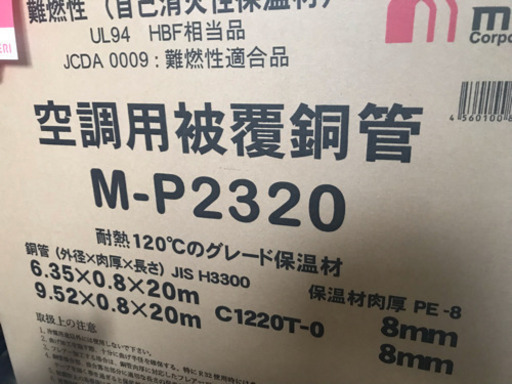 難燃性（自己消火性保温材）
UL94 HBF相当品
JCDA 0009：難燃性適合品
Corpo
4560100
空調用被覆銅管
M-P2320
耐熱120℃のグレード保温材
銅管（外径×肉厚×長さ）JIS H3300
保温材肉厚 PE-8
6.35×0.8×20m
8mm
9.52×0.8×20m
C1220T-0
8mm
取扱上の注意